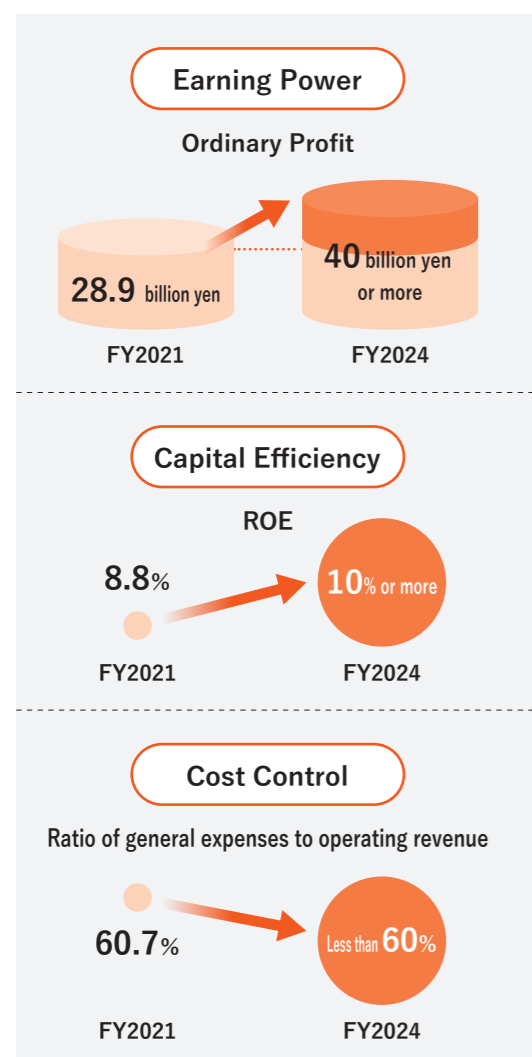 Earning Power
Ordinary Profit
28.9 billion yen
40 billion yen
or more
FY2021
FY2024
Capital Efficiency
ROE
8.8%
10% or more
FY2021
FY2024
Cost Control
Ratio of general expenses to operating revenue
60.7%
Less than 60%
FY2021
FY2024